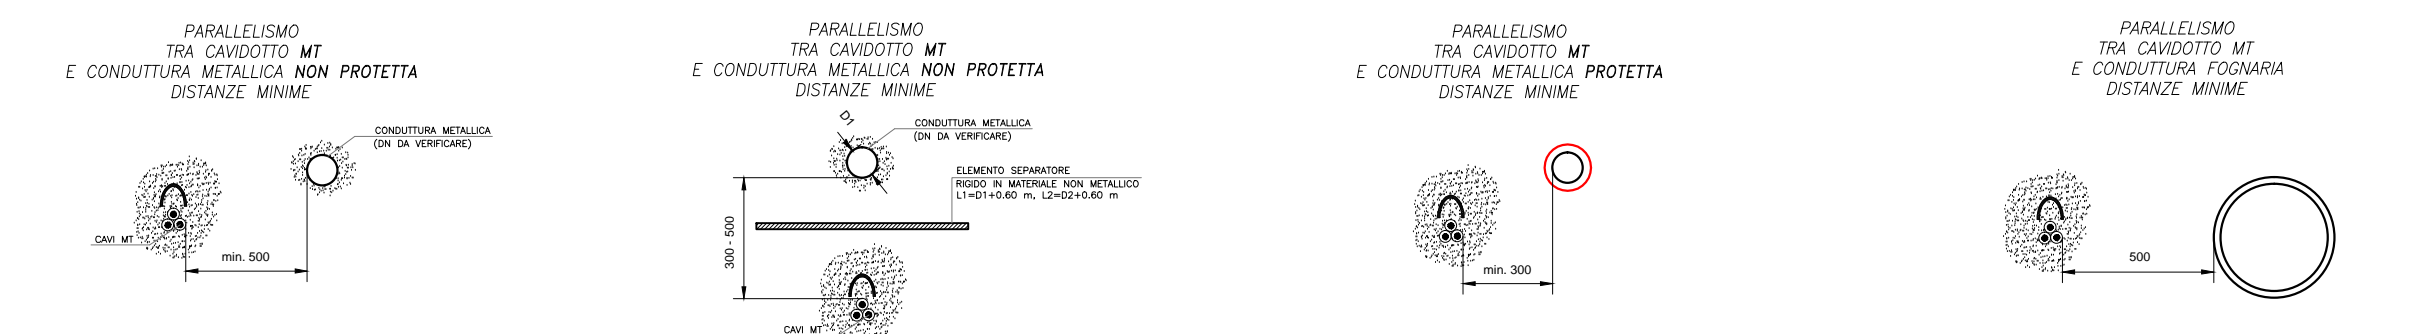 PARALLELISMO
TRA CAVIDOTTO MT
E CONDUTTURA METALLICA NON PROTETTA
DISTANZE MINIME
CONDUTTURA METALLICA
(DN DA VERIFICARE)
CAVI MT
min. 500
PARALLELISMO
TRA CAVIDOTTO MT
E CONDUTTURA METALLICA NON PROTETTA
DISTANZE MINIME
D1
CONDUTTURA METALLICA
(DN DA VERIFICARE)
ELEMENTO SEPARATORE
RIGIDO IN MATERIALE NON METALLICO
L1=D1+0.60 m, L2=D2+0.60 m
300 - 500
CAVI MT
PARALLELISMO
TRA CAVIDOTTO MT
E CONDUTTURA METALLICA PROTETTA
DISTANZE MINIME
min. 300
PARALLELISMO
TRA CAVIDOTTO MT
E CONDUTTURA FOGNARIA
DISTANZE MINIME
500